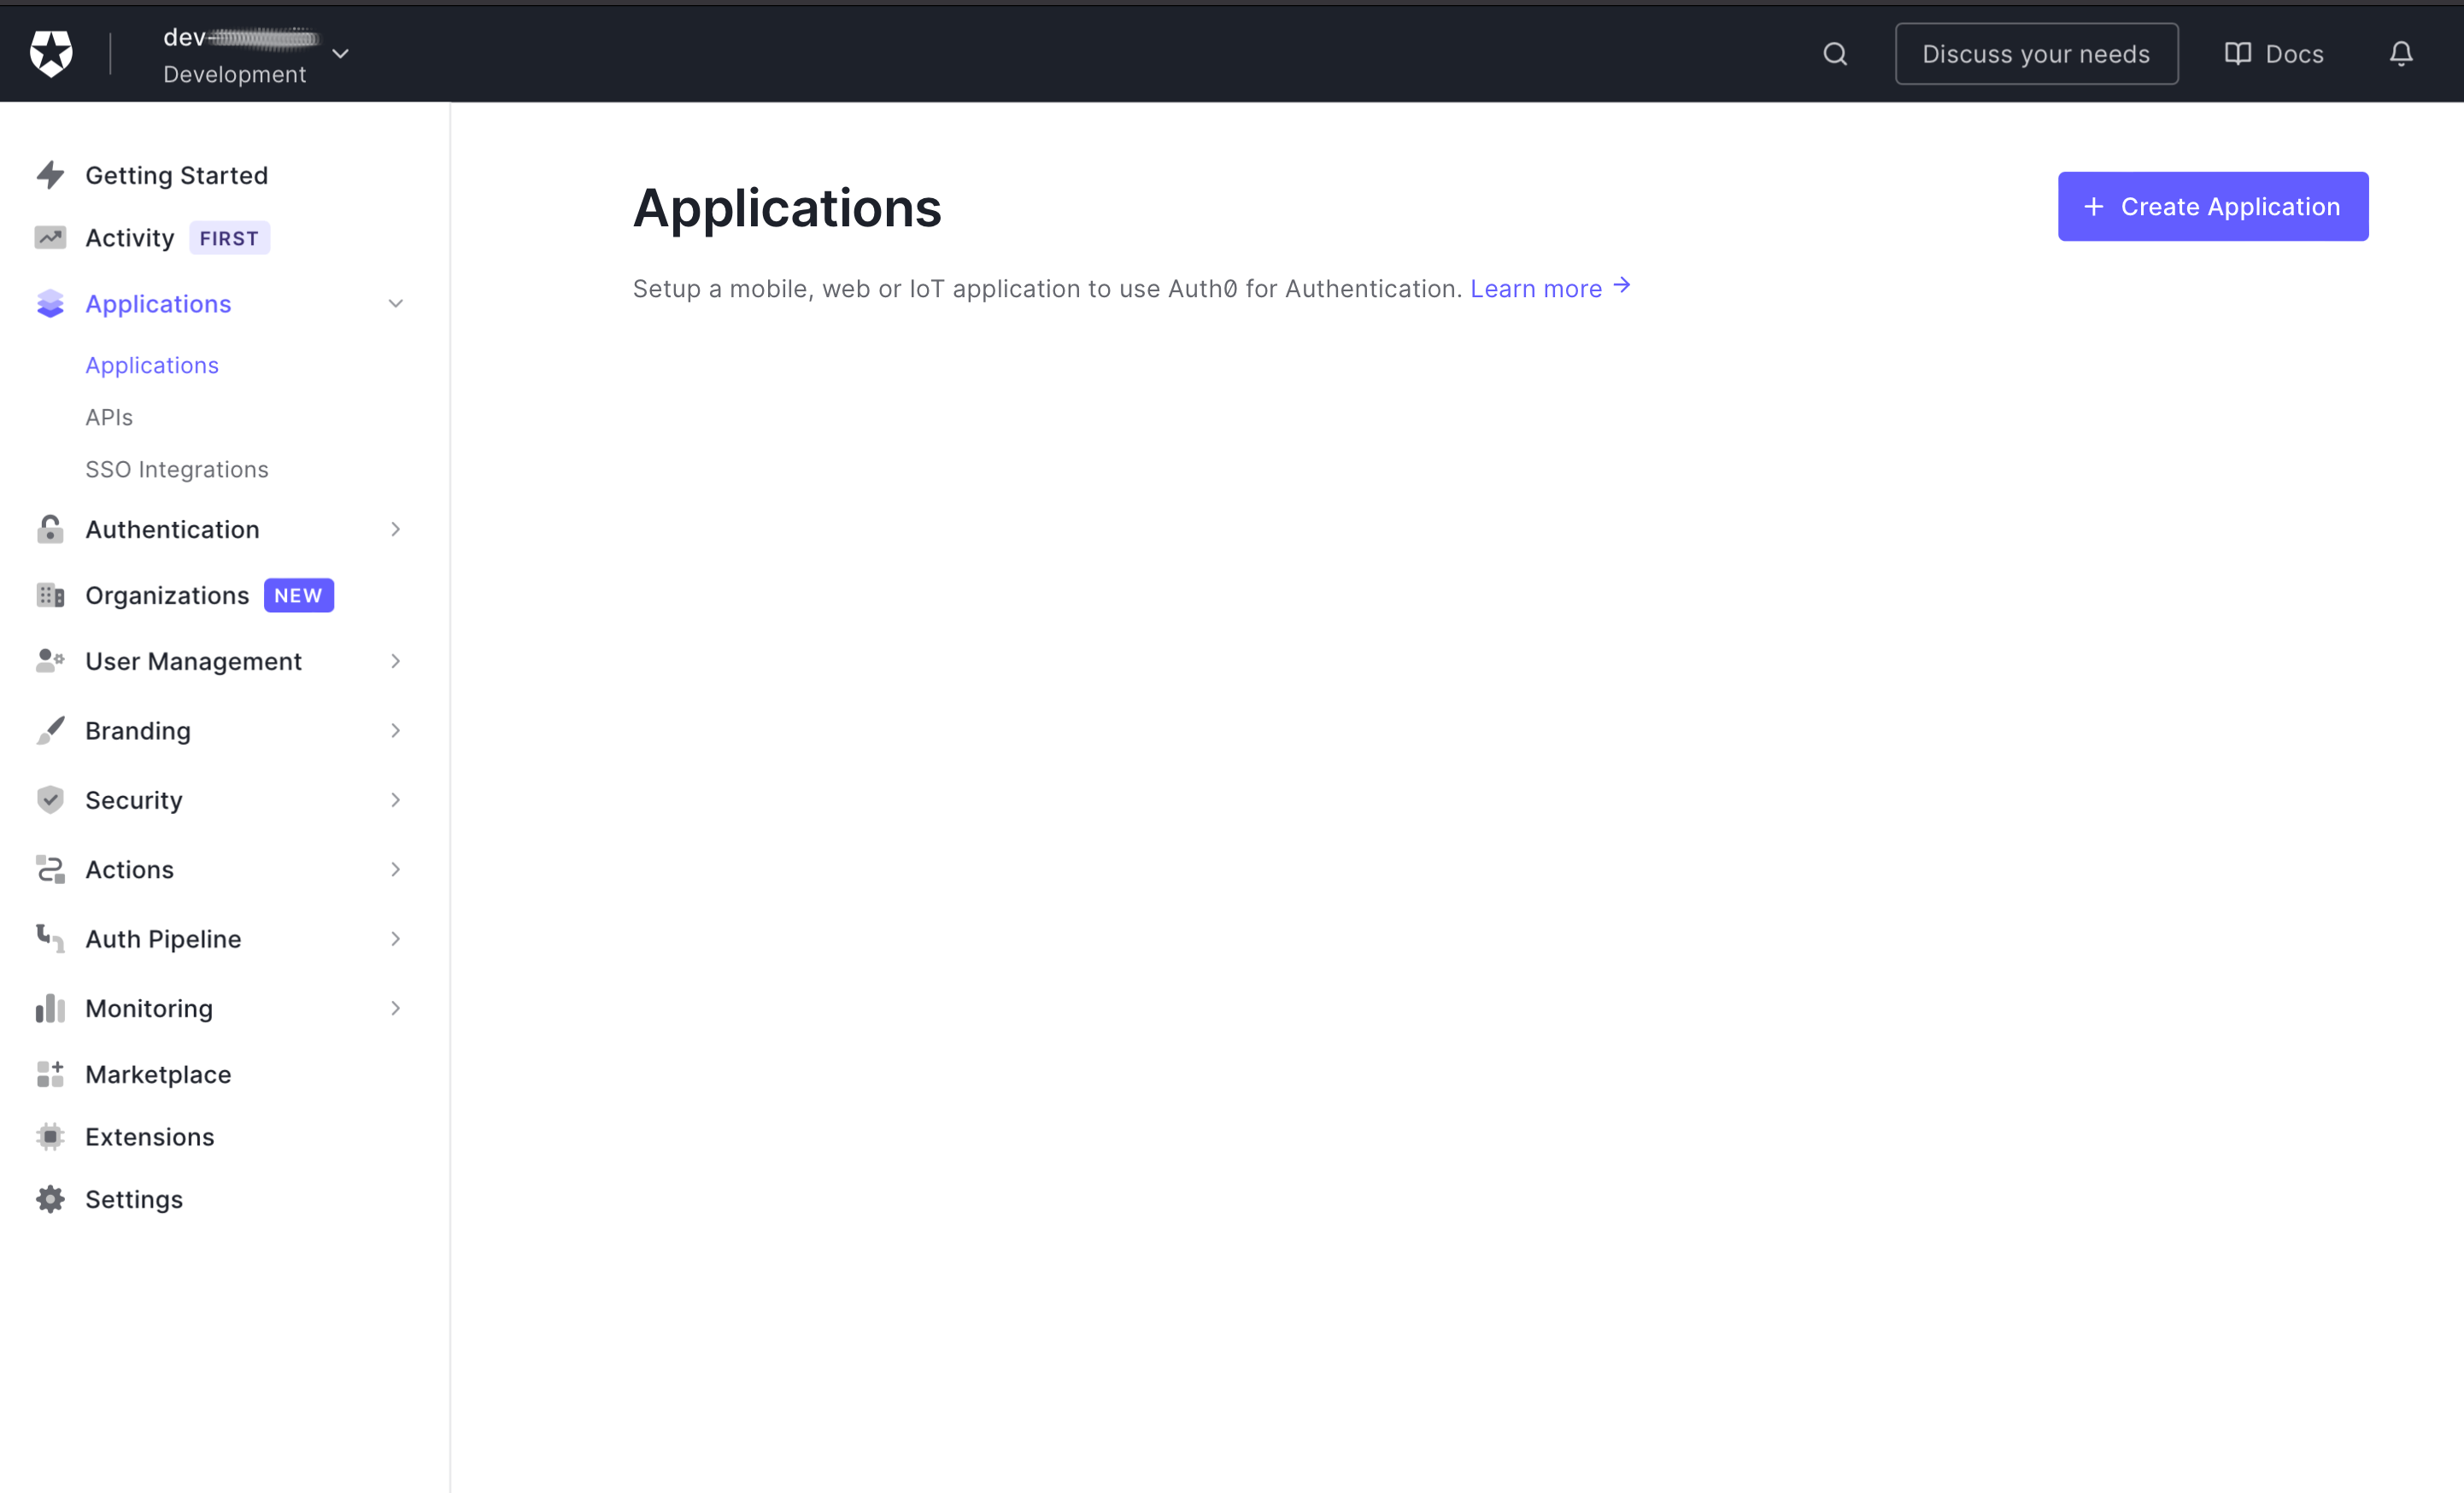 dev-
Development
Discuss your needs
Docs
Getting Started
Activity FIRST
Applications
Applications
APIs
SSO Integrations
Authentication
Organizations NEW
User Management
Branding
Security
Actions
Auth Pipeline
Monitoring
Marketplace
Extensions
Settings
Applications
+ Create Application
Setup a mobile, web or IoT application to use Auth0 for Authentication. Learn more →